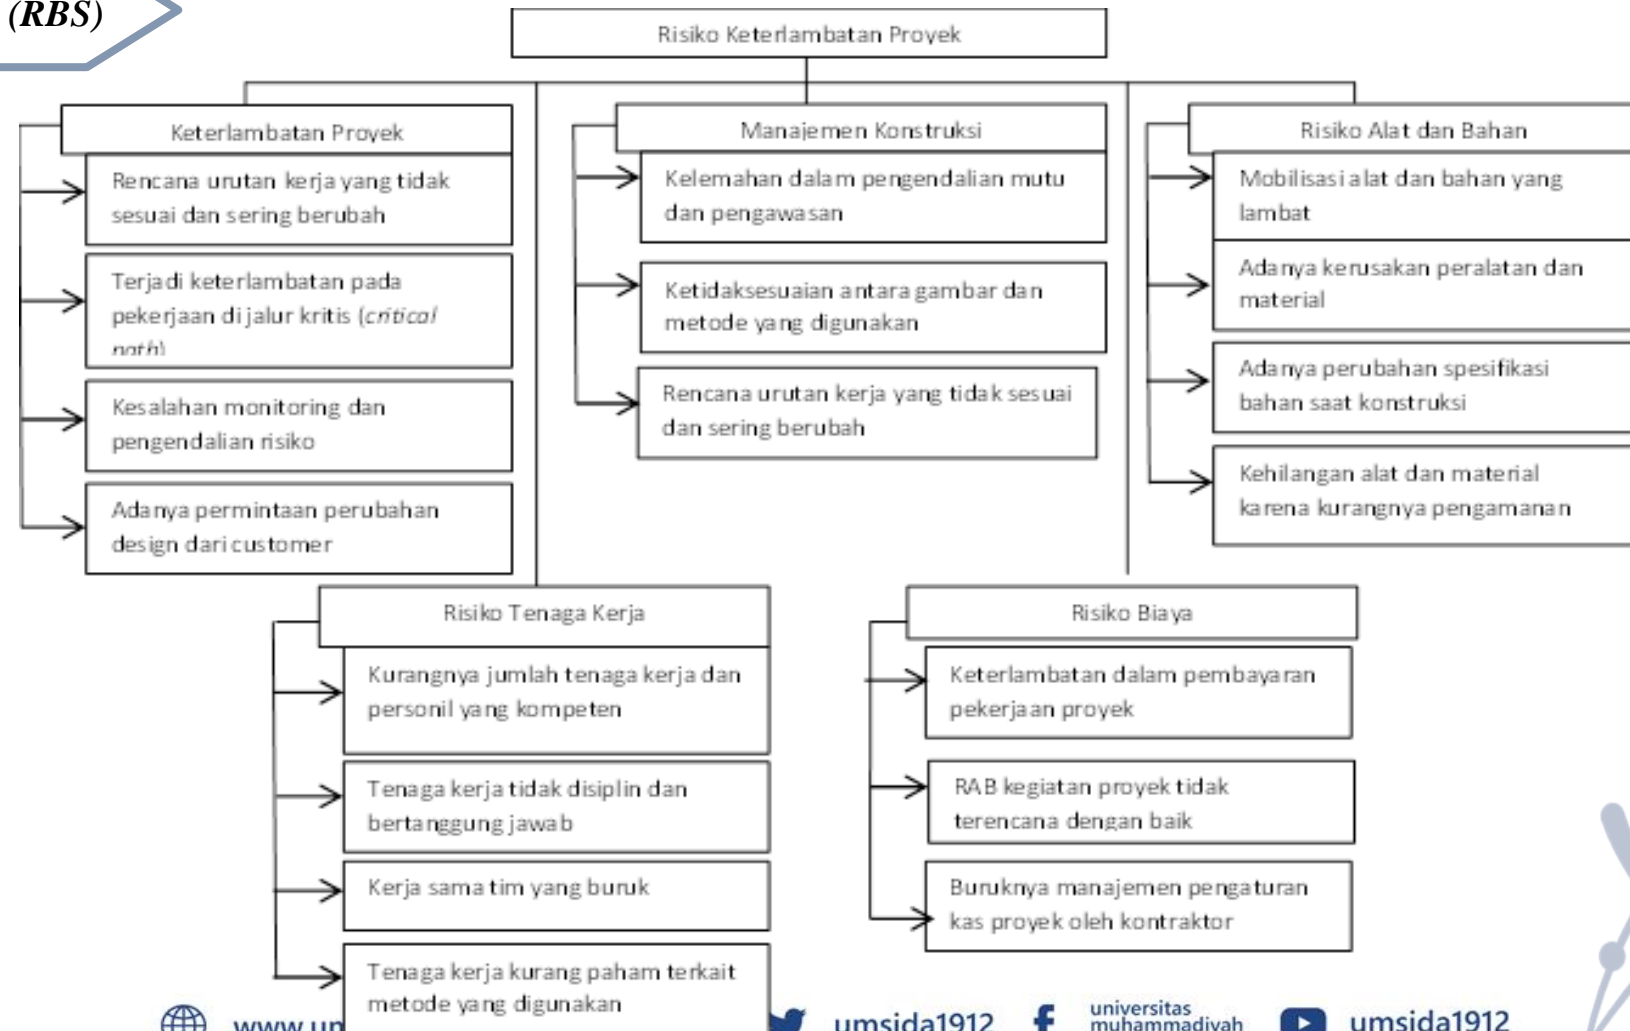 (RBS)
Risiko Keterlambatan Proyek
Keterlambatan Proyek
Rencana urutan kerja yang tidak
sesuai dan sering berubah
Terjadi keterlambatan pada
pekerjaan di jalur kritis (critical
path)
Kesalahan monitoring dan
pengendalian risiko
Adanya permintaan perubahan
design dari customer
Manajemen Konstruksi
Kelemahan dalam pengendalian mutu
dan pengawasan
Ketidaksesuaian antara gambar dan
metode yang digunakan
Rencana urutan kerja yang tidak sesuai
dan sering berubah
Risiko Alat dan Bahan
Mobilisasi alat dan bahan yang
lambat
Adanya kerusakan peralatan dan
material
Adanya perubahan spesifikasi
bahan saat konstruksi
Kehilangan alat dan material
karena kurangnya pengamanan
Risiko Tenaga Kerja
Kurangnya jumlah tenaga kerja dan
personil yang kompeten
Tenaga kerja tidak disiplin dan
bertanggung jawab
Kerja sama tim yang buruk
Tenaga kerja kurang paham terkait
metode yang digunakan
Risiko Biaya
Keterlambatan dalam pembayaran
pekerjaan proyek
RAB kegiatan proyek tidak
terencana dengan baik
Buruknya manajemen pengaturan
kas proyek oleh kontraktor
umsida1912
universitas
muhammadiyah
umsida1912